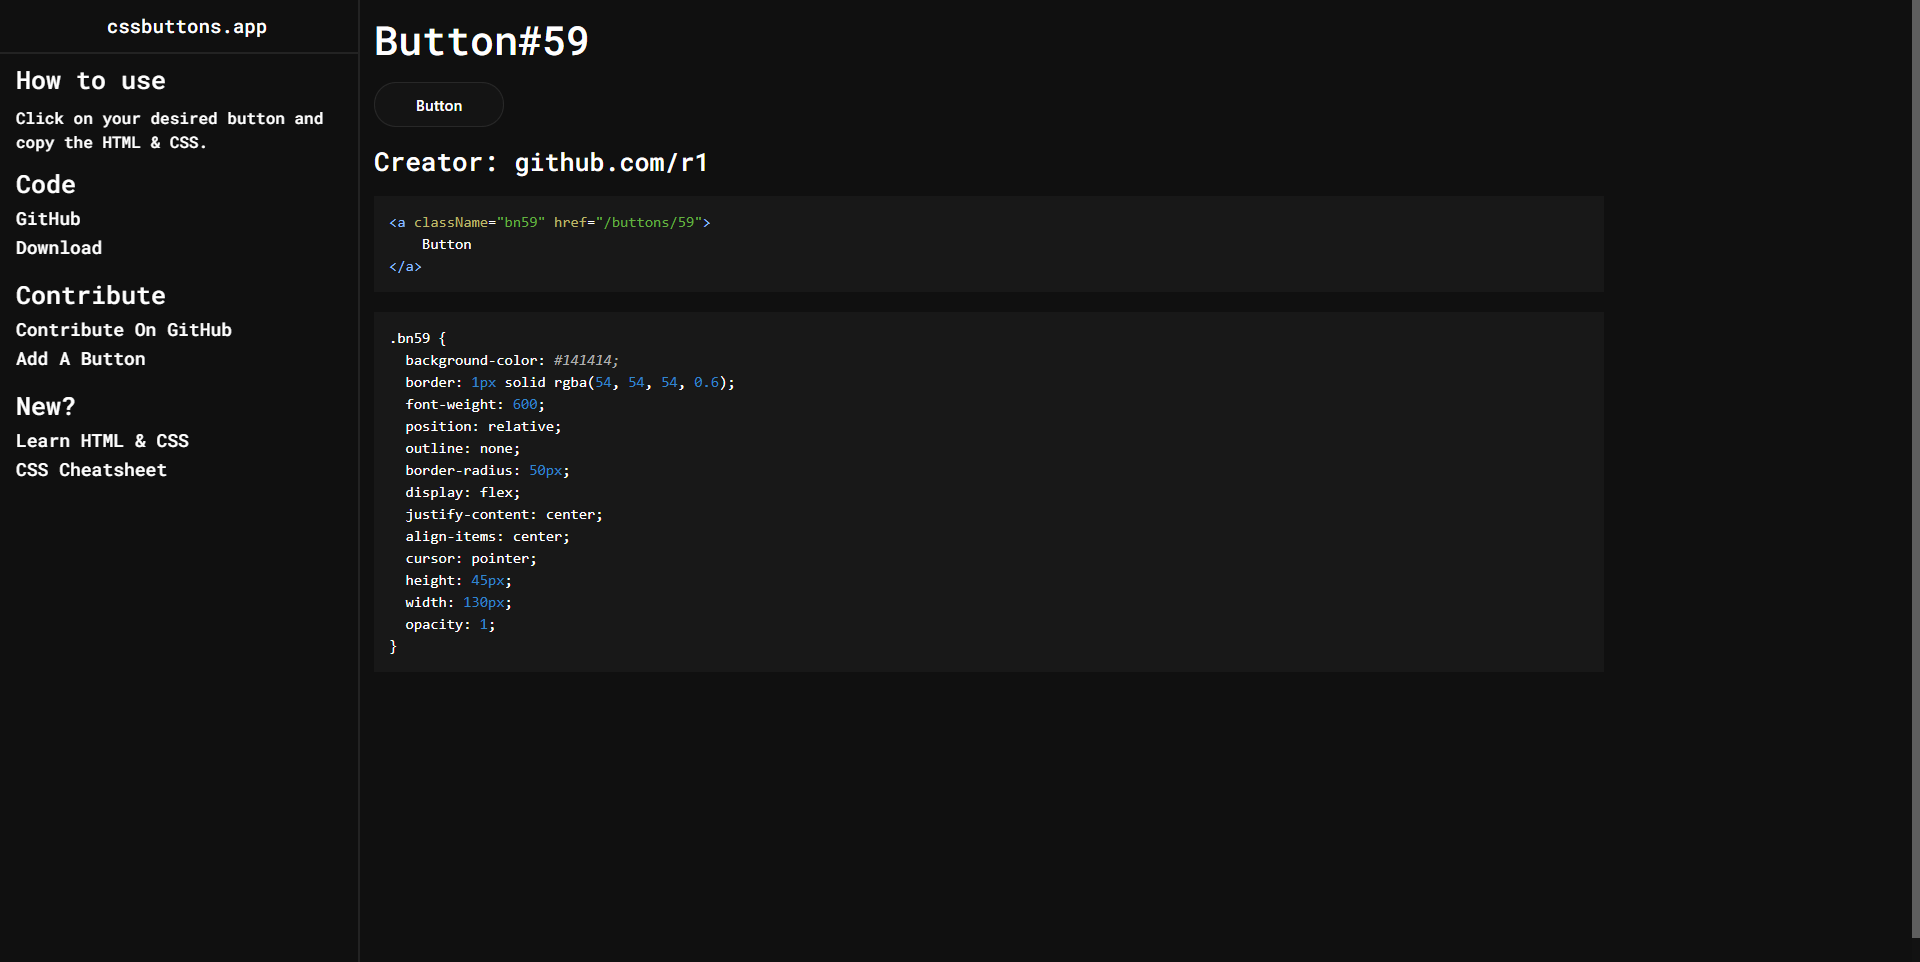 cssbuttons.app
How to use
Click on your desired button and
copy the HTML & CSS.
Code
GitHub
Download
Contribute
Contribute On GitHub
Add A Button
New?
Learn HTML & CSS
CSS Cheatsheet
Button#59
Button
Creator: github.com/r1
<a className="bn59" href="/buttons/59">
    Button
</a>
.bn59 {
  background-color: #141414;
  border: 1px solid rgba(54, 54, 54, 0.6);
  font-weight: 600;
  position: relative;
  outline: none;
  border-radius: 50px;
  display: flex;
  justify-content: center;
  align-items: center;
  cursor: pointer;
  height: 45px;
  width: 130px;
  opacity: 1;
}